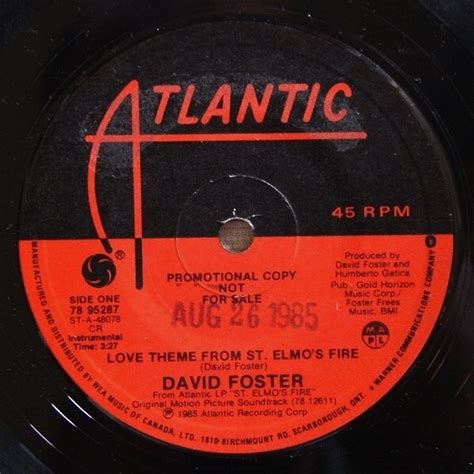 ATLANTIC
®
45 RPM
PROMOTIONAL COPY
NOT
FOR SALE
AUG 26 1985
Produced by
David Foster and
Humberto Gatica
Pub., Gold Horizon
Music Corp./
Foster Frees
Music, BMI
M A
P L
SIDE ONE
78 95287
ST-A-48078
CR
Instrumental
Time: 3:27
LOVE THEME FROM ST. ELMO'S FIRE
(David Foster)
DAVID FOSTER
From Atlantic LP "ST. ELMO'S FIRE"
Original Motion Picture Soundtrack (78 12611)
℗ 1985 Atlantic Recording Corp
MANUFACTURED AND DISTRIBUTED BY WEA MUSIC OF CANADA, LTD. 1810 BIRCHMOUNT RD. SCARBOROUGH, ONT. A WARNER COMMUNICATIONS COMPANY